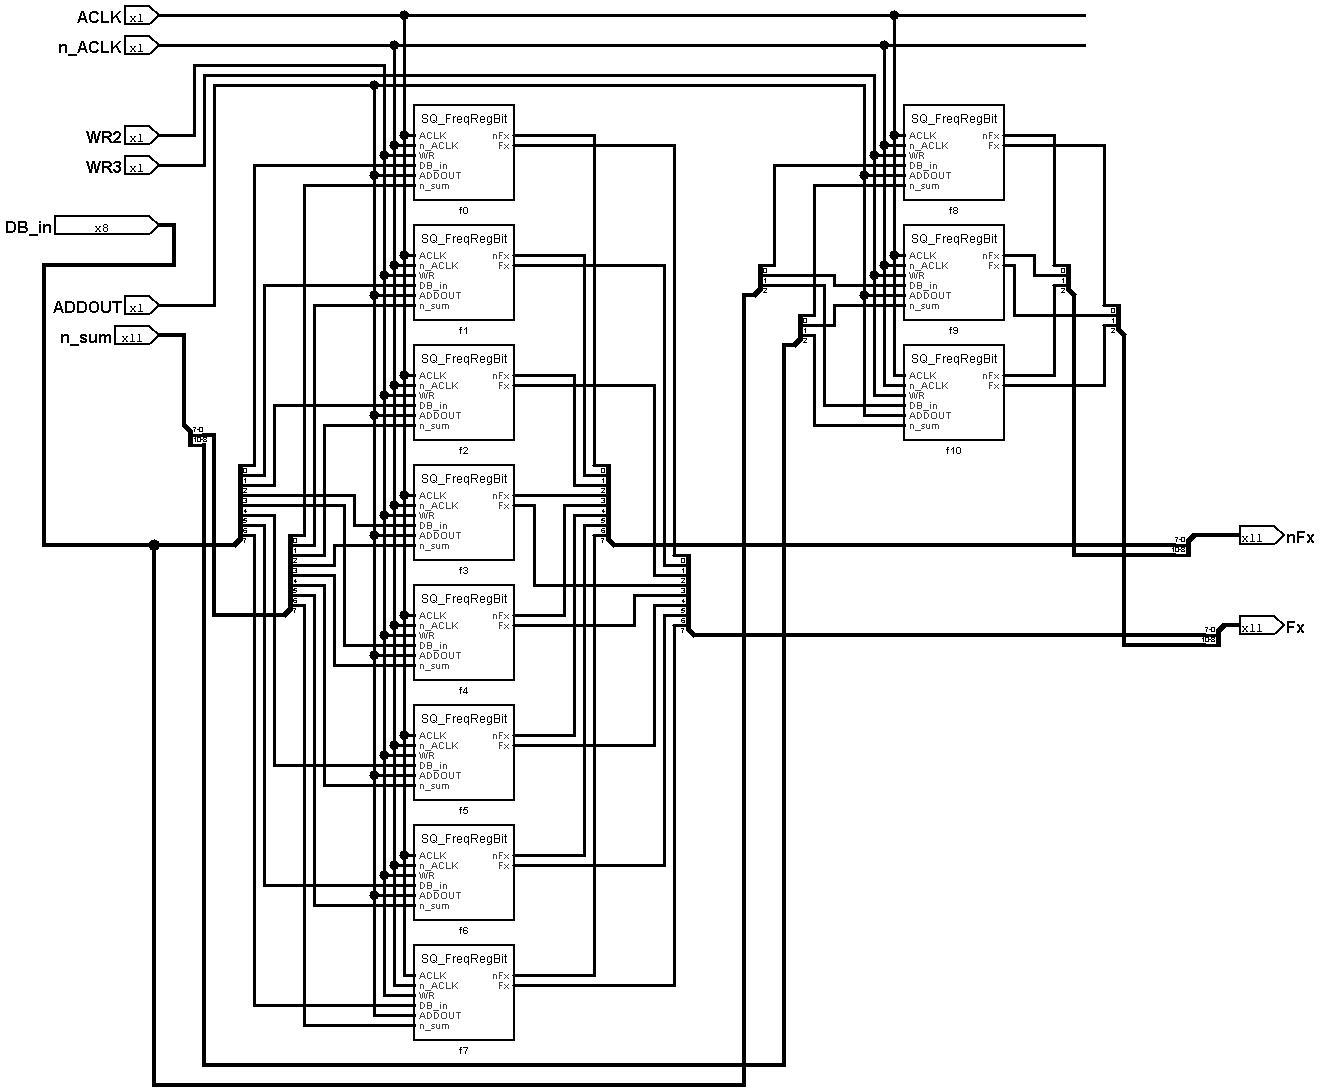 ACLK x1
n_ACLK x1
WR2 x1
WR3 x1
DB_in x8
ADDOUT x1
n_sum x11
7-0
10-8
0
1
2
3
4
5
6
7
0
1
2
3
4
5
6
7
SQ_FreqRegBit
ACLK nFx
n_ACLK Fx
WR
DB_in
ADDOUT
n_sum
f0
SQ_FreqRegBit
ACLK nFx
n_ACLK Fx
WR
DB_in
ADDOUT
n_sum
f1
SQ_FreqRegBit
ACLK nFx
n_ACLK Fx
WR
DB_in
ADDOUT
n_sum
f2
SQ_FreqRegBit
ACLK nFx
n_ACLK Fx
WR
DB_in
ADDOUT
n_sum
f3
SQ_FreqRegBit
ACLK nFx
n_ACLK Fx
WR
DB_in
ADDOUT
n_sum
f4
SQ_FreqRegBit
ACLK nFx
n_ACLK Fx
WR
DB_in
ADDOUT
n_sum
f5
SQ_FreqRegBit
ACLK nFx
n_ACLK Fx
WR
DB_in
ADDOUT
n_sum
f6
SQ_FreqRegBit
ACLK nFx
n_ACLK Fx
WR
DB_in
ADDOUT
n_sum
f7
0
1
2
3
4
5
6
7
0
1
2
3
4
5
6
7
0
1
2
0
1
2
SQ_FreqRegBit
ACLK nFx
n_ACLK Fx
WR
DB_in
ADDOUT
n_sum
f8
SQ_FreqRegBit
ACLK nFx
n_ACLK Fx
WR
DB_in
ADDOUT
n_sum
f9
SQ_FreqRegBit
ACLK nFx
n_ACLK Fx
WR
DB_in
ADDOUT
n_sum
f10
0
1
2
0
1
2
7-0
10-8
x11 nFx
7-0
10-8
x11 Fx